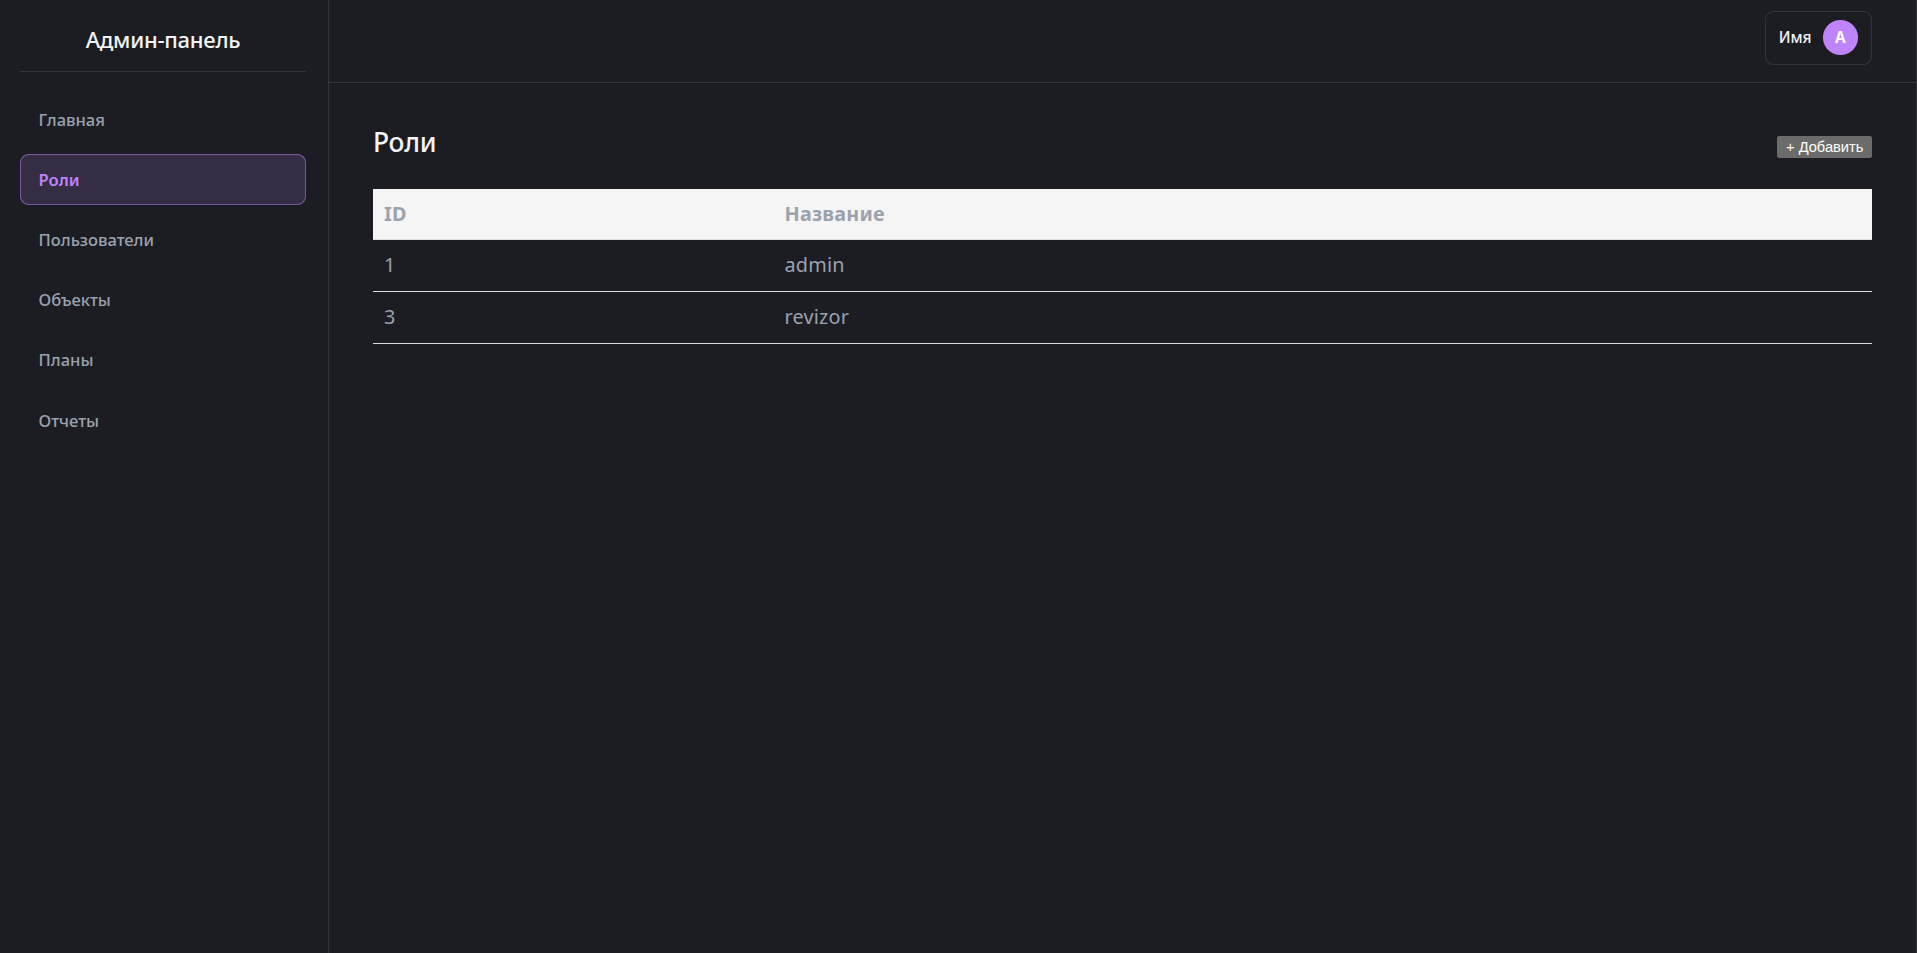 Админ-панель
Имя A
Главная
Роли
Пользователи
Объекты
Планы
Отчеты
Роли
+ Добавить
ID Название
1 admin
3 revizor